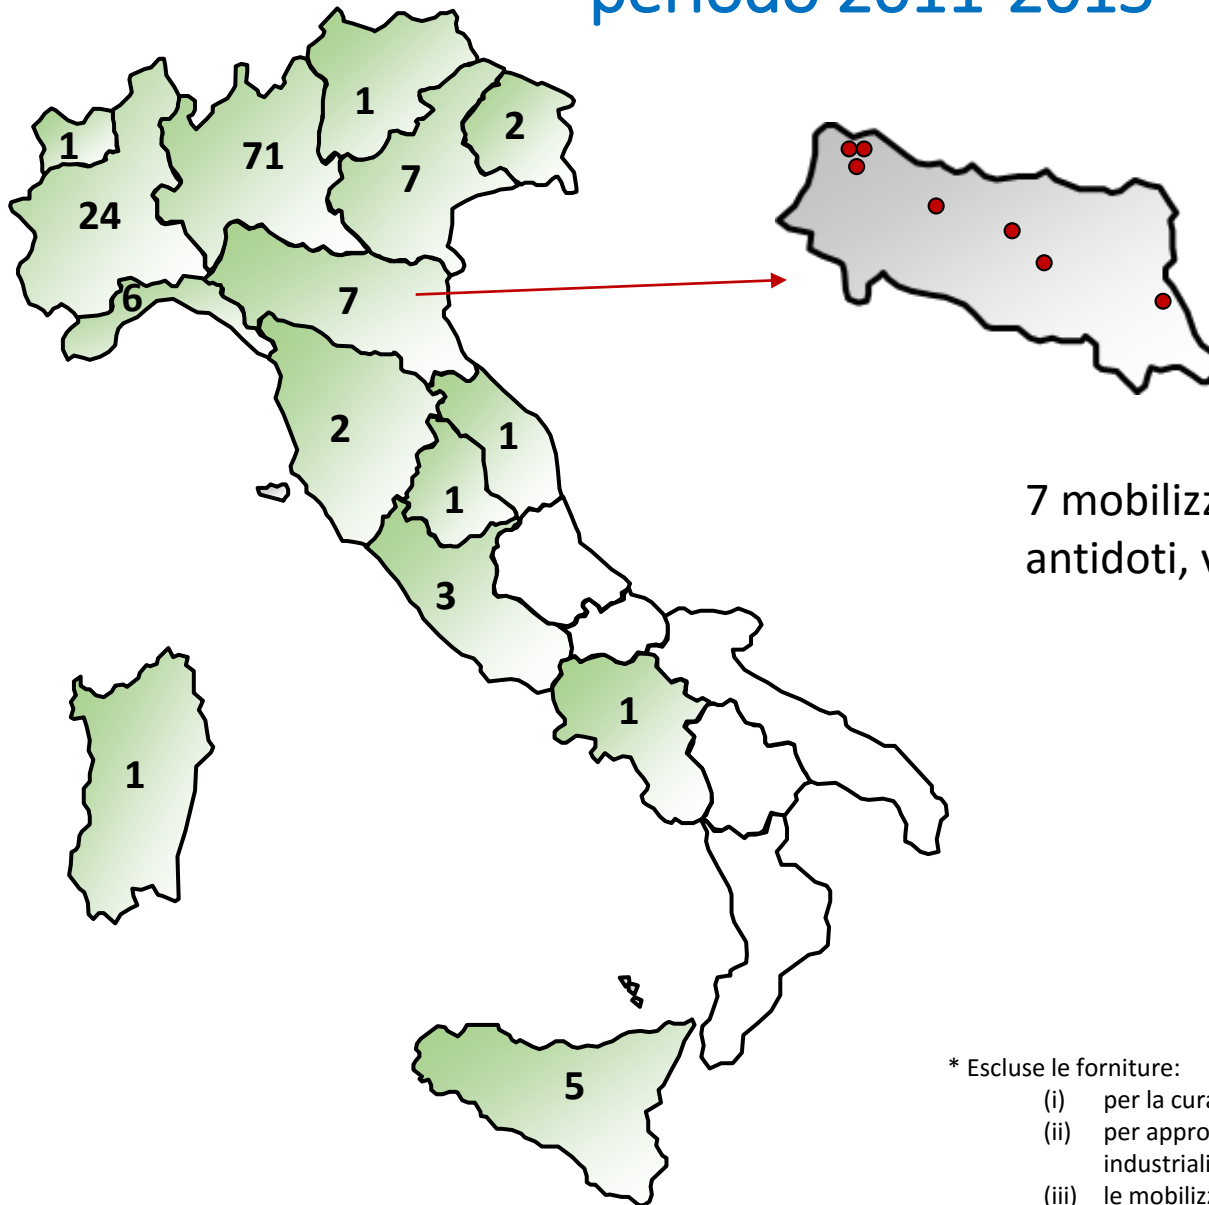 periodo 2011-2015
1
2
1
71
7
24
6
7
2
1
1
7 mobilizz
antidoti, v
3
1
1
5
* Escluse le forniture:
(i) per la cura
(ii) per appro
industriali
(iii) le mobilizz